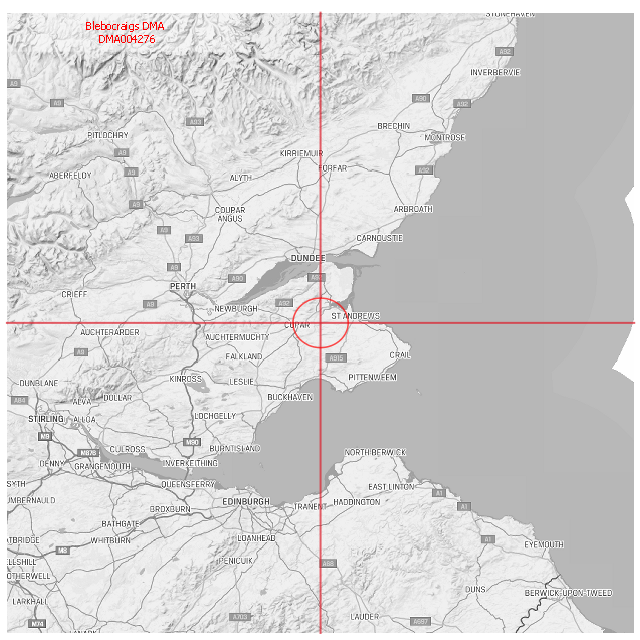 STONEHAVEN
Blebocraigs DMA
DMA004276
A92
INVERBERVIE
A9
A90
A9
A92
A93
BRECHIN
MONTROSE
PITLOCHRY
A9
KIRRIEMUIR
FORFAR
A92
A9
ABERFELDY
ALYTH
A9
COUPAR
ANGUS
ARBROATH
A9
A93
CARNOUSTIE
DUNDEE
A9
A90
A92
PERTH
CRIEFF
A9
A92
NEWBURGH
ST ANDREWS
CUPAR
AUCHTERARDER
AUCHTERMUCHTY
A9
FALKLAND
A915
CRAIL
KINROSS
LESLIE
PITTENWEEM
DUNBLANE
A84
ALVA
DOLLAR
BUCKHAVEN
STIRLING
ALLOA
LOCHGELLY
M9
M90
CULROSS
BURNTISLAND
M876
NORTH BERWICK
DENNY
GRANGEMOUTH
INVERKEITHING
SYTH
QUEENSFERRY
EAST LINTON
A1
UMBERNAULD
BROXBURN
EDINBURGH
TRANENT
HADDINGTON
A1
BATHGATE
ATBRIDGE
WHITBURN
LOANHEAD
A1
EYEMOUTH
M8
LLSHILL
PENICUIK
A68
OTHERWELL
DUNS
BERWICK-UPON-TWEED
LARKHALL
A703
LAUDER
A697
M74
LANARK